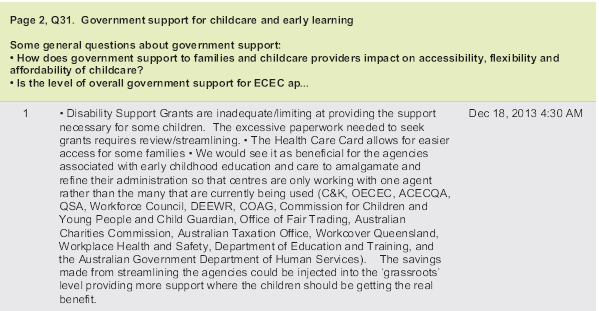 Page 2, Q31. Government support for childcare and early learning
Some general questions about government support:
• How does government support to families and childcare providers impact on accessibility, flexibility and
affordability of childcare?
• Is the level of overall government support for ECEC ap...
1 • Disability Support Grants are inadequate/limiting at providing the support Dec 18, 2013 4:30 AM
necessary for some children. The excessive paperwork needed to seek
grants requires review/streamlining. • The Health Care Card allows for easier
access for some families • We would see it as beneficial for the agencies
associated with early childhood education and care to amalgamate and
refine their administration so that centres are only working with one agent
rather than the many that are currently being used (C&K, OECEC, ACECQA,
QSA, Workforce Council, DEEWR, COAG, Commission for Children and
Young People and Child Guardian, Office of Fair Trading, Australian
Charities Commission, Australian Taxation Office, Workcover Queensland,
Workplace Health and Safety, Department of Education and Training, and
the Australian Government Department of Human Services). The savings
made from streamlining the agencies could be injected into the 'grassroots'
level providing more support where the children should be getting the real
benefit.